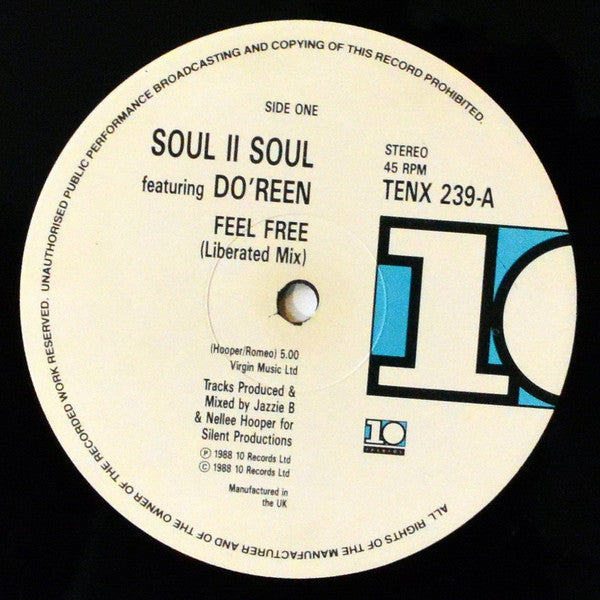 SIDE ONE
SOUL II SOUL
featuring DO'REEN
FEEL FREE
(Liberated Mix)
STEREO
45 RPM
TENX 239-A
10
(Hooper/Romeo) 5.00
Virgin Music Ltd
Tracks Produced &
Mixed by Jazzie B
& Nellee Hooper for
Silent Productions
Ⓟ 1988 10 Records Ltd
© 1988 10 Records Ltd
Manufactured in
the UK
10
ALL RIGHTS OF THE MANUFACTURER AND OF THE OWNER OF THE RECORDED WORK RESERVED. UNAUTHORISED PUBLIC PERFORMANCE BROADCASTING AND COPYING OF THIS RECORD PROHIBITED.